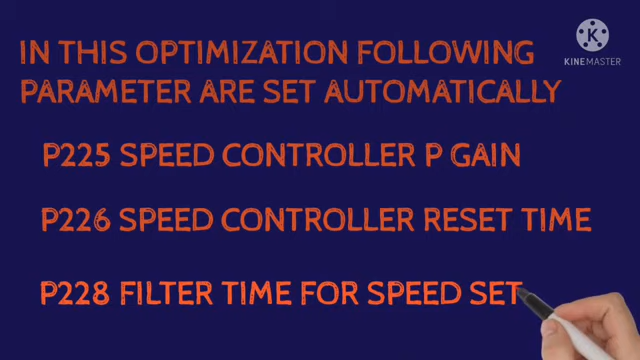 IN THIS OPTIMIZATION FOLLOWING
PARAMETER ARE SET AUTOMATICALLY
P225 SPEED CONTROLLER P GAIN
P226 SPEED CONTROLLER RESET TIME
P228 FILTER TIME FOR SPEED SET
K
KINEMASTER